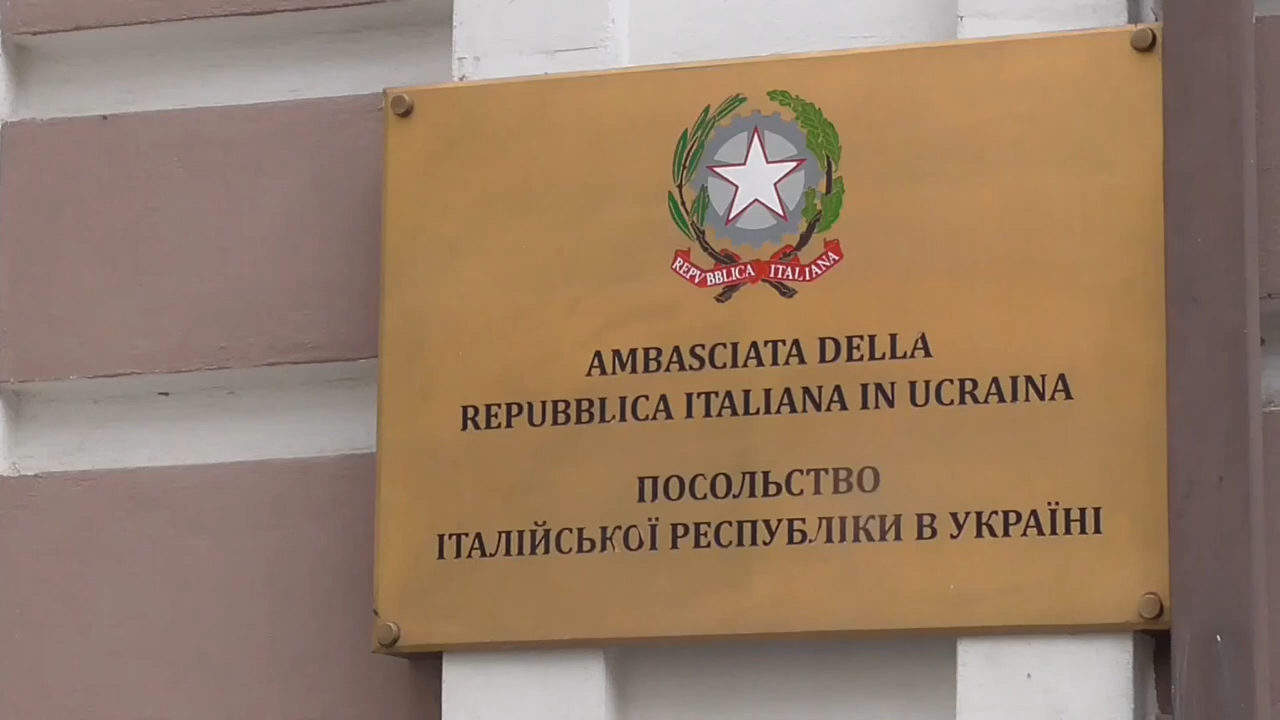 REPVBBLICA ITALIANA
AMBASCIATA DELLA
REPUBBLICA ITALIANA IN UCRAINA
ПОСОЛЬСТВО
ІТАЛІЙСЬКОЇ РЕСПУБЛІКИ В УКРАЇНІ